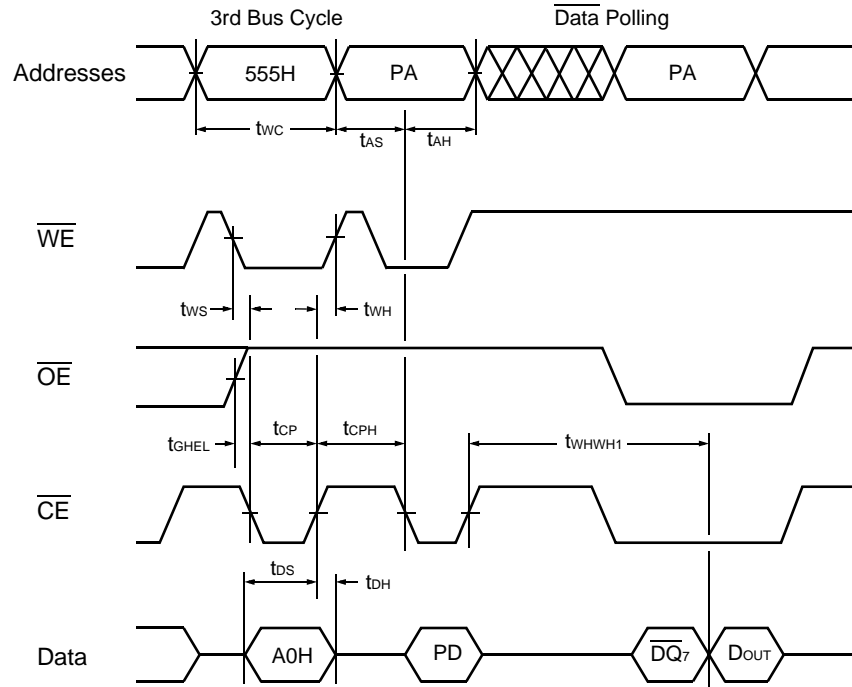 3rd Bus Cycle
Data Polling
Addresses
555H
PA
PA
tWC
tAS
tAH
WE
tWS
tWH
OE
tGHEL
tCP
tCPH
tWHWH1
CE
tDS
tDH
Data
A0H
PD
DQ7
DOUT